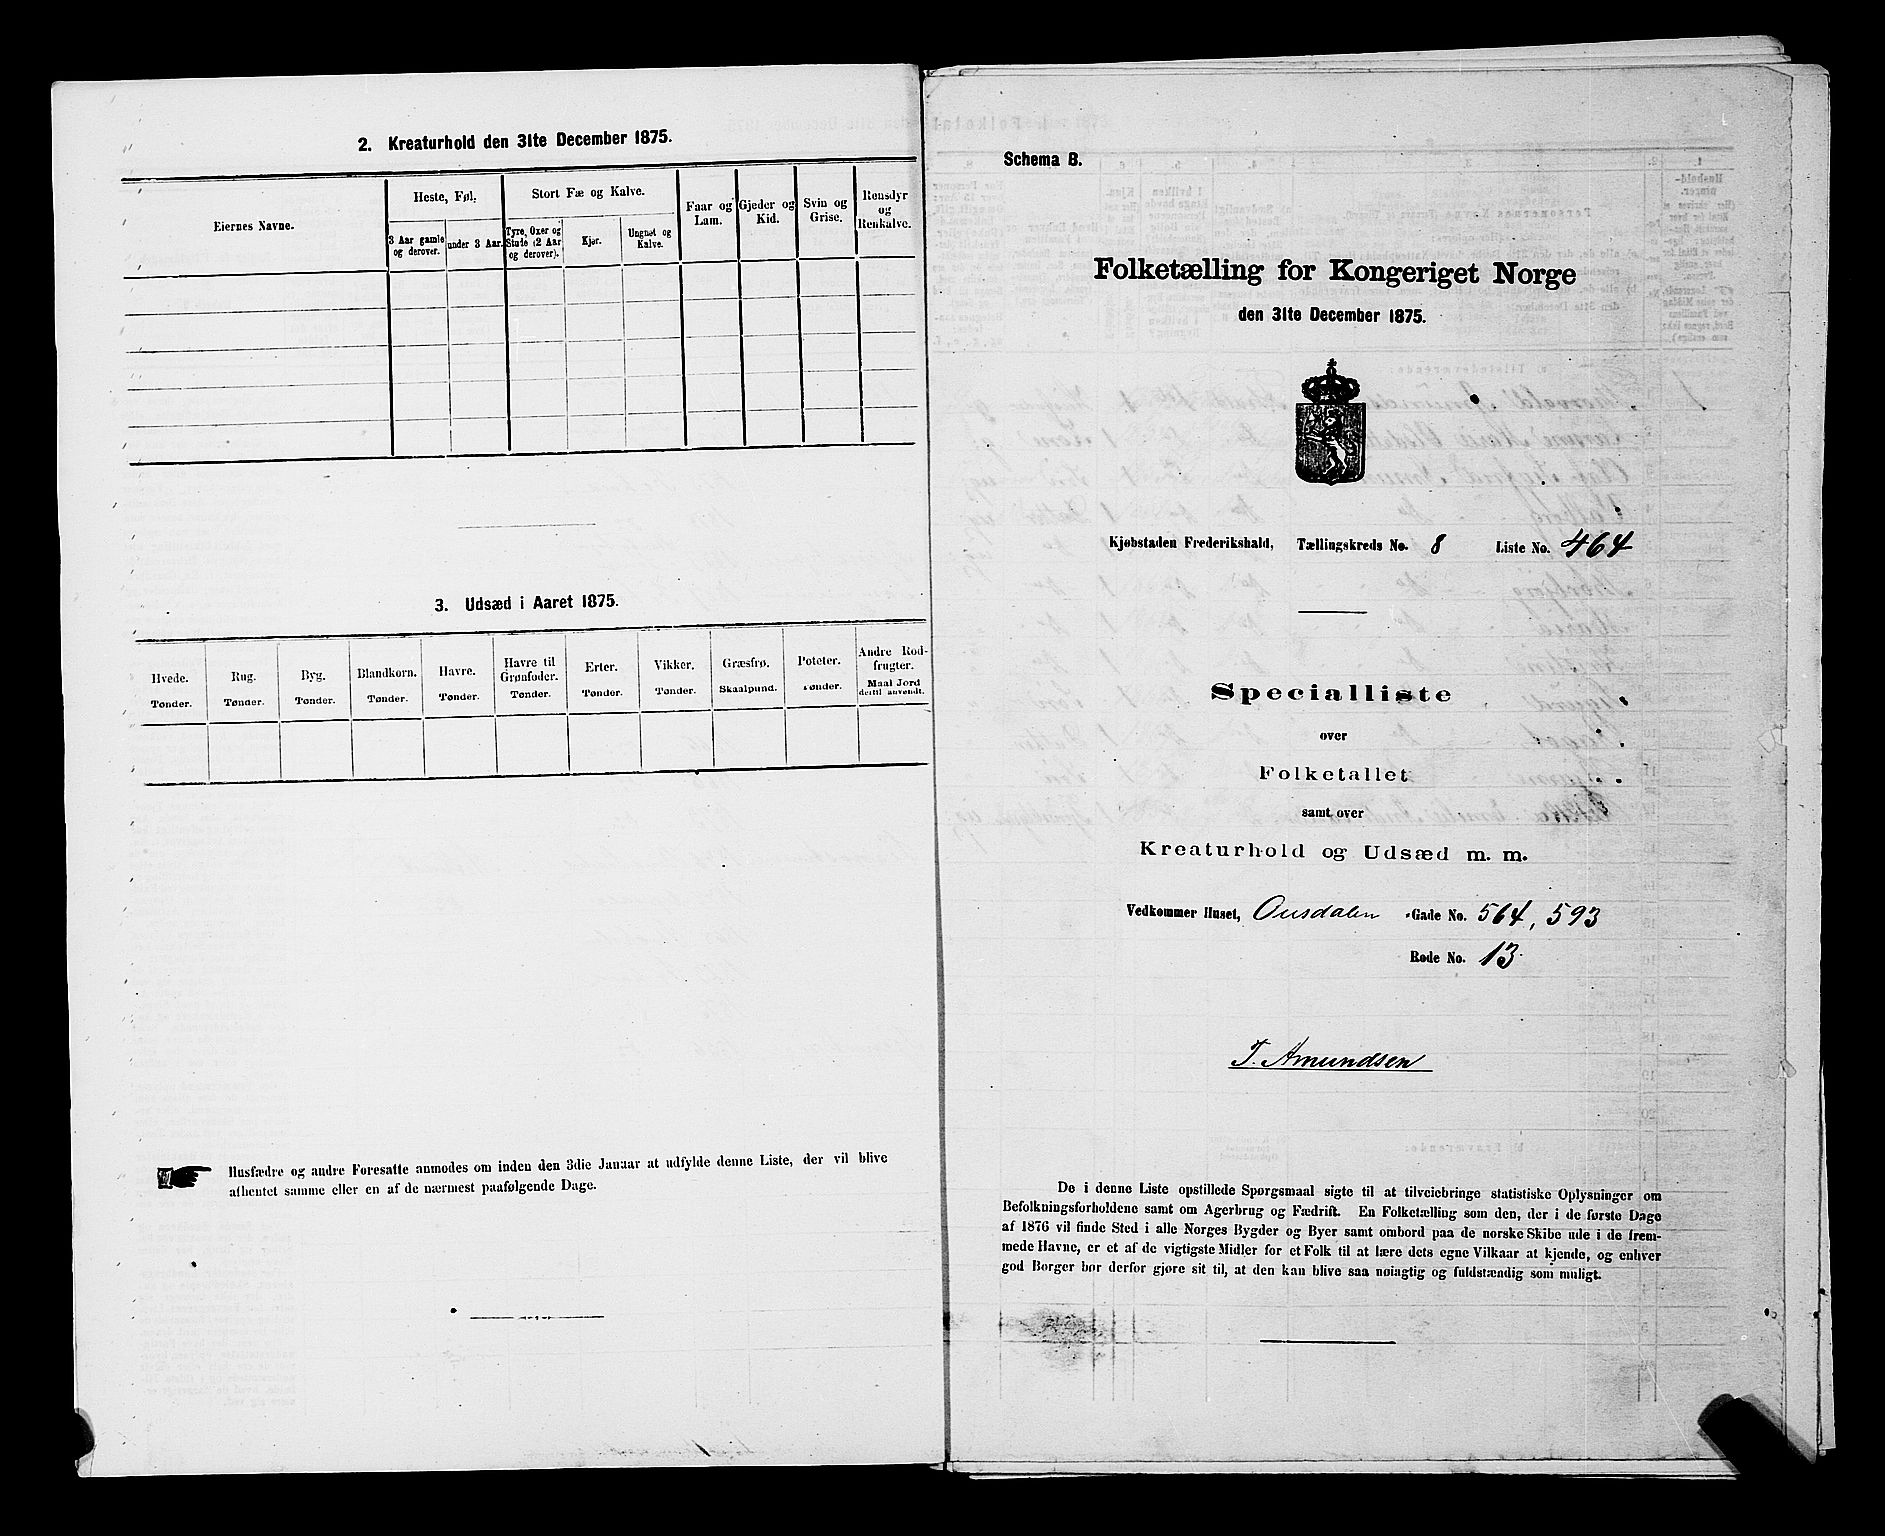 2. Kreaturhold den 31te December 1875.
Eiernes Navne.
Heste, Føl.
3 Aar gamle og derover.
under 3 Aar.
Stort Fæ og Kalve.
Tyre, Oxer og Stude (2 Aar og derover).
Kjør.
Ungnøt og Kalve.
Faar og Lam.
Gjeder og Kid.
Svin og Grise.
Rensdyr og Renkalve.
3. Udsæd i Aaret 1875.
Hvede.
Tønder.
Rug.
Tønder.
Byg.
Tønder.
Blandkorn.
Tønder.
Havre.
Tønder.
Havre til Grønfoder.
Tønder.
Erter.
Tønder.
Vikker.
Tønder.
Græsfrø.
Skaalpund.
Poteter.
Tønder.
Andre Rodfrugter.
Maal Jord dertil anvendt.
Husfædre og andre Foresatte anmodes om inden den 3die Januar at udfylde denne Liste, der vil blive
afhentet samme eller en af de nærmest paafølgende Dage.
Schema B.
Folketælling for Kongeriget Norge
den 31te December 1875.
Kjøbstaden Frederikshald, Tællingskreds No. 8 Liste No. 464
Specialliste
over
Folketallet
samt over
Kreaturhold og Udsæd m. m.
Vedkommer Huset, Ousdalen -Gade No. 564, 593
Rode No. 13.
T. Amundsen
De i denne Liste opstillede Spørgsmaal sigte til at tilveiebringe statistiske Oplysninger om
Befolkningsforholdene samt om Agerbrug og Fædrift. En Folketælling som den, der i de første Dage
af 1876 vil finde Sted i alle Norges Bygder og Byer samt ombord paa de norske Skibe ude i de frem-
mede Havne, er et af de vigtigste Midler for et Folk til at lære dets egne Vilkaar at kjende, og enhver
god Borger bør derfor gjøre sit til, at den kan blive saa nøiagtig og fuldstændig som muligt.